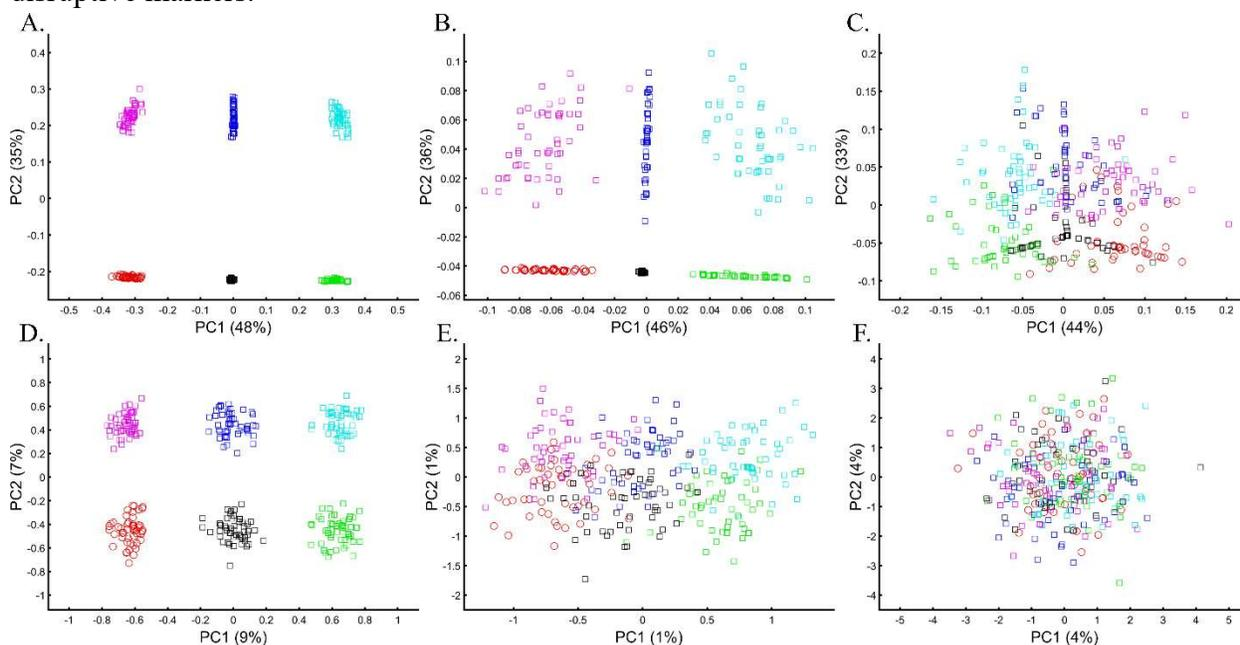 disruptive markers.
A.
B.
C.
0.4
0.3
0.2
0.1
0
-0.1
-0.2
PC2 (35%)
-0.5 -0.4 -0.3 -0.2 -0.1 0 0.1 0.2 0.3 0.4 0.5
PC1 (48%)
0.1
0.08
0.06
0.04
0.02
0
-0.02
-0.04
-0.06
PC2 (36%)
-0.1 -0.08 -0.06 -0.04 -0.02 0 0.02 0.04 0.06 0.08 0.1
PC1 (46%)
0.2
0.15
0.1
0.05
0
-0.05
-0.1
PC2 (33%)
-0.2 -0.15 -0.1 -0.05 0 0.05 0.1 0.15 0.2
PC1 (44%)
D.
E.
F.
1
0.8
0.6
0.4
0.2
0
-0.2
-0.4
-0.6
-0.8
-1
PC2 (7%)
-1 -0.8 -0.6 -0.4 -0.2 0 0.2 0.4 0.6 0.8 1
PC1 (9%)
2
1.5
1
0.5
0
-0.5
-1
-1.5
-2
PC2 (1%)
-1 -0.5 0 0.5 1
PC1 (1%)
4
3
2
1
0
-1
-2
-3
-4
PC2 (4%)
-5 -4 -3 -2 -1 0 1 2 3 4 5
PC1 (4%)